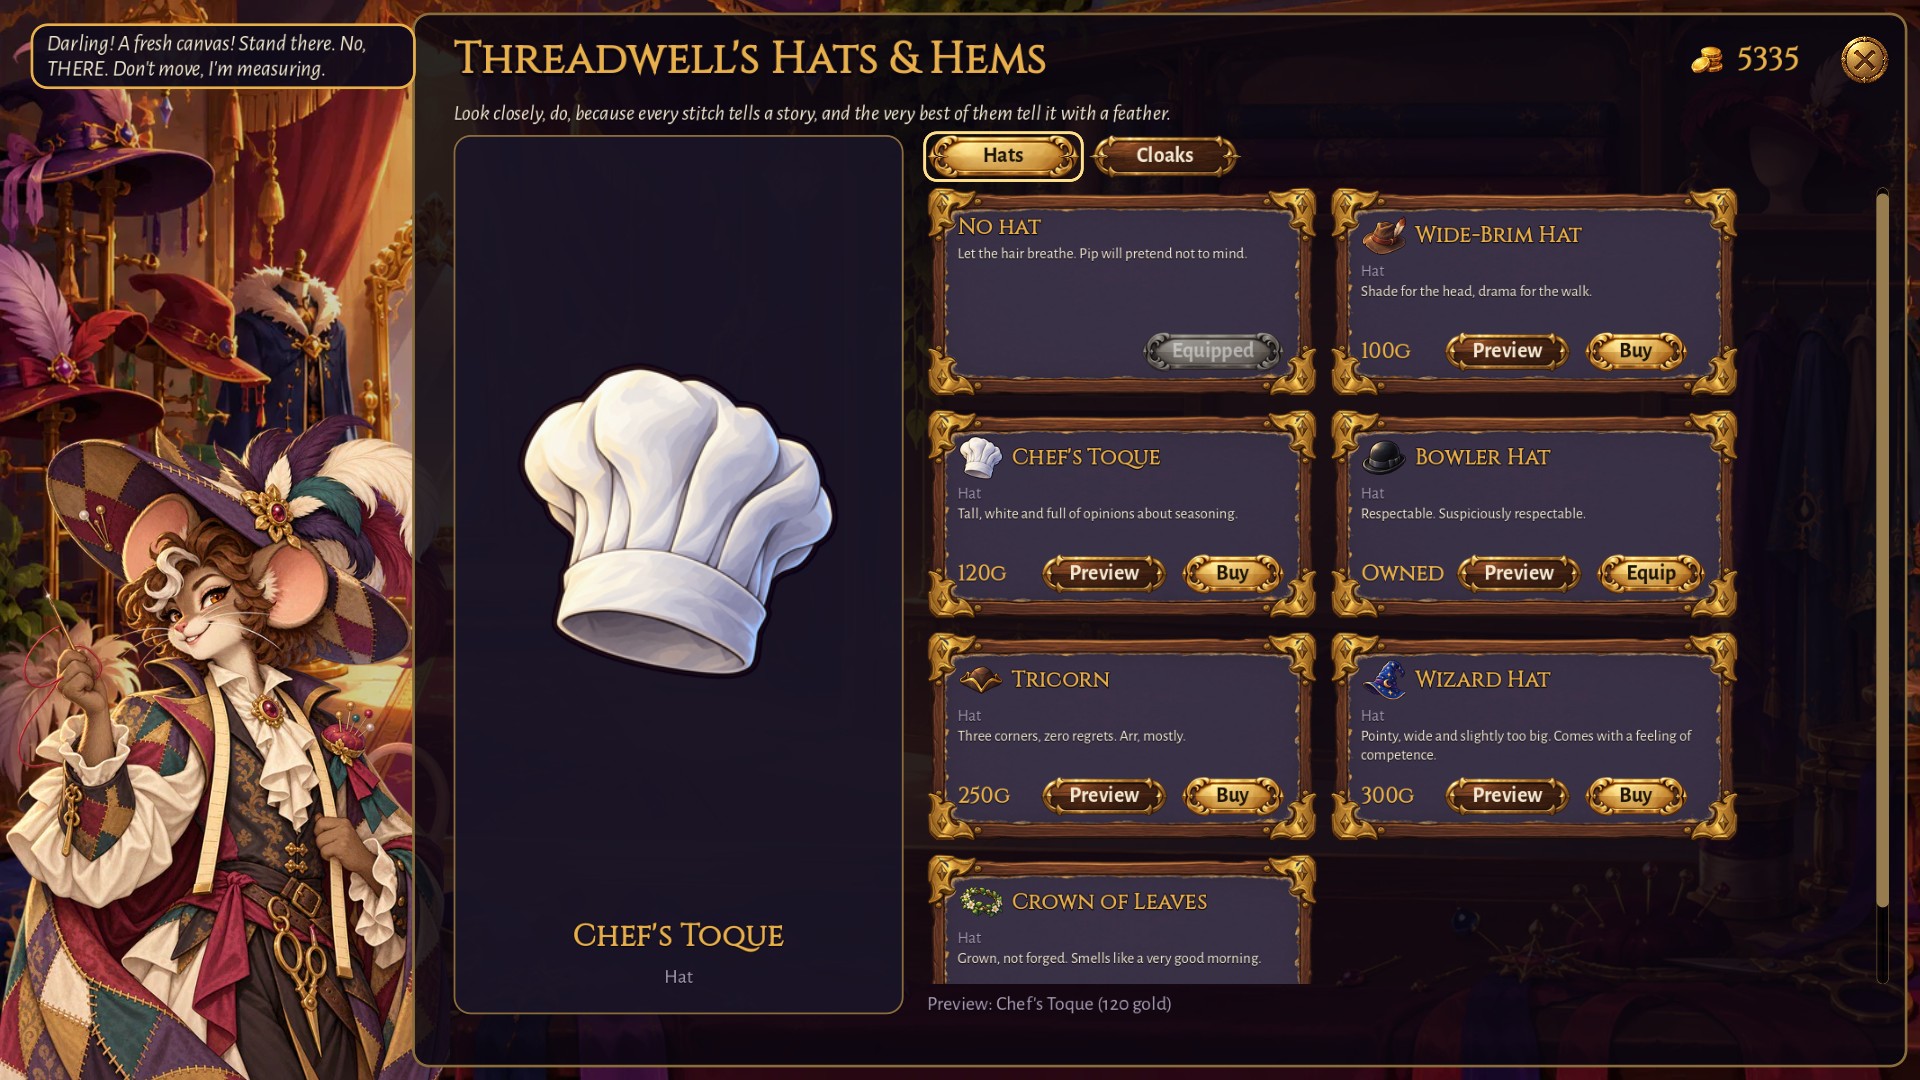 Darling! A fresh canvas! Stand there. No,
THERE. Don't move, I'm measuring.
Threadwell's Hats & Hems
5335
Look closely, do, because every stitch tells a story, and the very best of them tell it with a feather.
Hats
Cloaks
No hat
Let the hair breathe. Pip will pretend not to mind.
Equipped
Wide-Brim Hat
Hat
Shade for the head, drama for the walk.
100G
Preview
Buy
Chef's Toque
Hat
Tall, white and full of opinions about seasoning.
120G
Preview
Buy
Bowler Hat
Hat
Respectable. Suspiciously respectable.
Owned
Preview
Equip
Tricorn
Hat
Three corners, zero regrets. Arr, mostly.
250G
Preview
Buy
Wizard Hat
Hat
Pointy, wide and slightly too big. Comes with a feeling of
competence.
300G
Preview
Buy
Crown of Leaves
Hat
Grown, not forged. Smells like a very good morning.
Chef's Toque
Hat
Preview: Chef's Toque (120 gold)